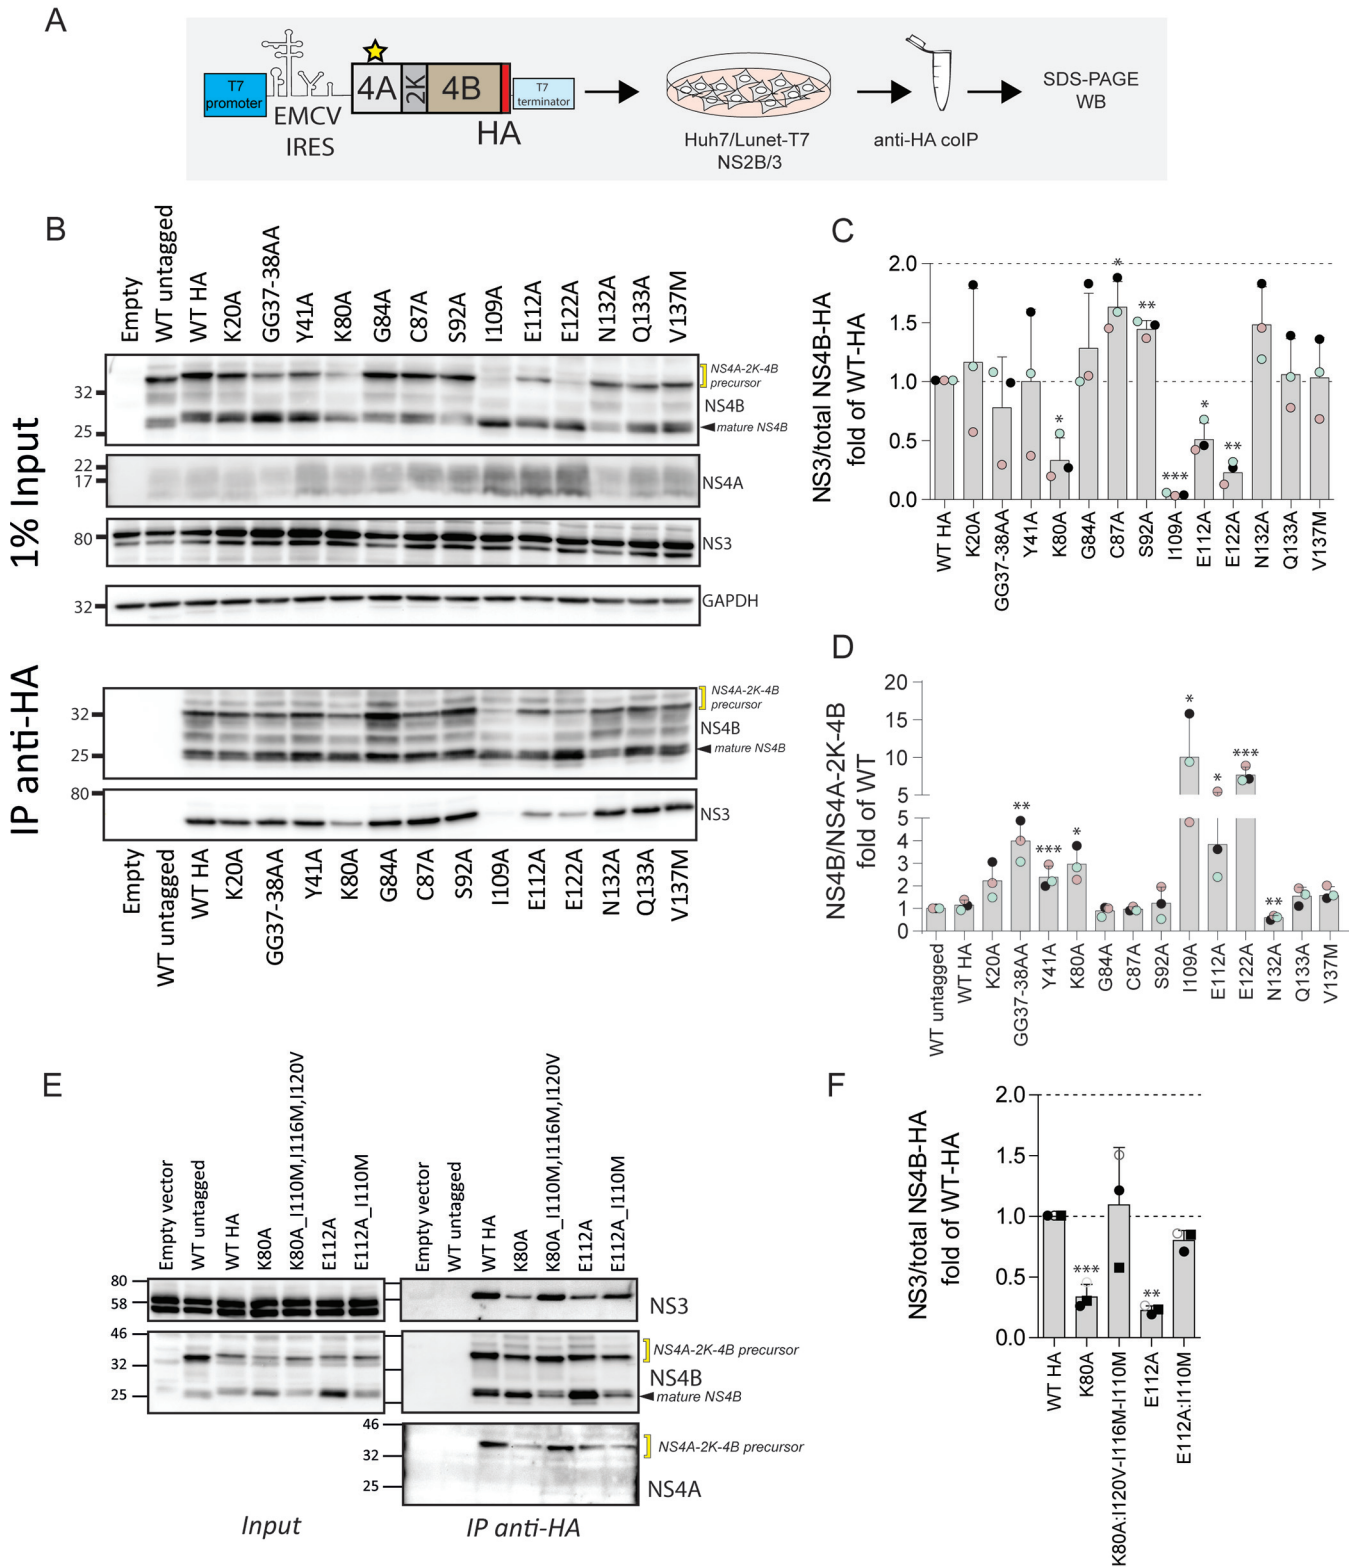 A
T7
promoter
EMCV
IRES
4A
2K
4B
HA
T7
terminator
Huh7/Lunet-T7
NS2B/3
anti-HA coIP
SDS-PAGE
WB
B
Empty
WT untagged
WT HA
K20A
GG37-38AA
Y41A
K80A
G84A
C87A
S92A
I109A
E112A
E122A
N132A
Q133A
V137M
1% Input
32
25
NS4A-2K-4B
precursor
NS4B
mature NS4B
22
17
NS4A
80
NS3
32
GAPDH
IP anti-HA
32
25
NS4A-2K-4B
precursor
NS4B
mature NS4B
80
NS3
Empty
WT untagged
WT HA
K20A
GG37-38AA
Y41A
K80A
G84A
C87A
S92A
I109A
E112A
E122A
N132A
Q133A
V137M
C
NS3/total NS4B-HA
fold of WT-HA
2.0
1.5
1.0
0.5
0.0
*
*
**
***
*
**
WT HA
K20A
GG37-38AA
Y41A
K80A
G84A
C87A
S92A
I109A
E112A
E122A
N132A
Q133A
V137M
D
NS4B/NS4A-2K-4B
fold of WT
20
15
10
5
5
4
3
2
1
0
**
***
*
*
*
***
**
WT untagged
WT HA
K20A
GG37-38AA
Y41A
K80A
G84A
C87A
S92A
I109A
E112A
E122A
N132A
Q133A
V137M
E
Empty vector
WT untagged
WT HA
K80A
K80A_I110M,I116M,I120V
E112A
E112A_I110M
Empty vector
WT untagged
WT HA
K80A
K80A_I110M,I116M,I120V
E112A
E112A_I110M
80
58
NS3
46
32
25
NS4A-2K-4B precursor
NS4B
mature NS4B
46
32
25
NS4A-2K-4B precursor
NS4A
Input
IP anti-HA
F
NS3/total NS4B-HA
fold of WT-HA
2.0
1.5
1.0
0.5
0.0
***
**
WT HA
K80A
K80A:I120V-I116M-I110M
E112A
E112A:I110M